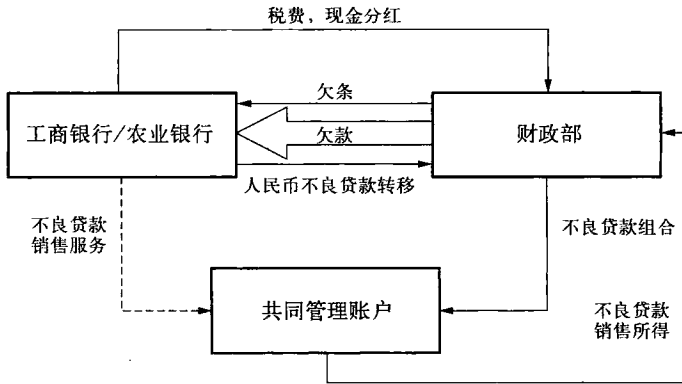 税费，现金分红
欠条
工商银行/农业银行
欠款
财政部
人民币不良贷款转移
不良贷款
销售服务
不良贷款组合
共同管理账户
不良贷款
销售所得